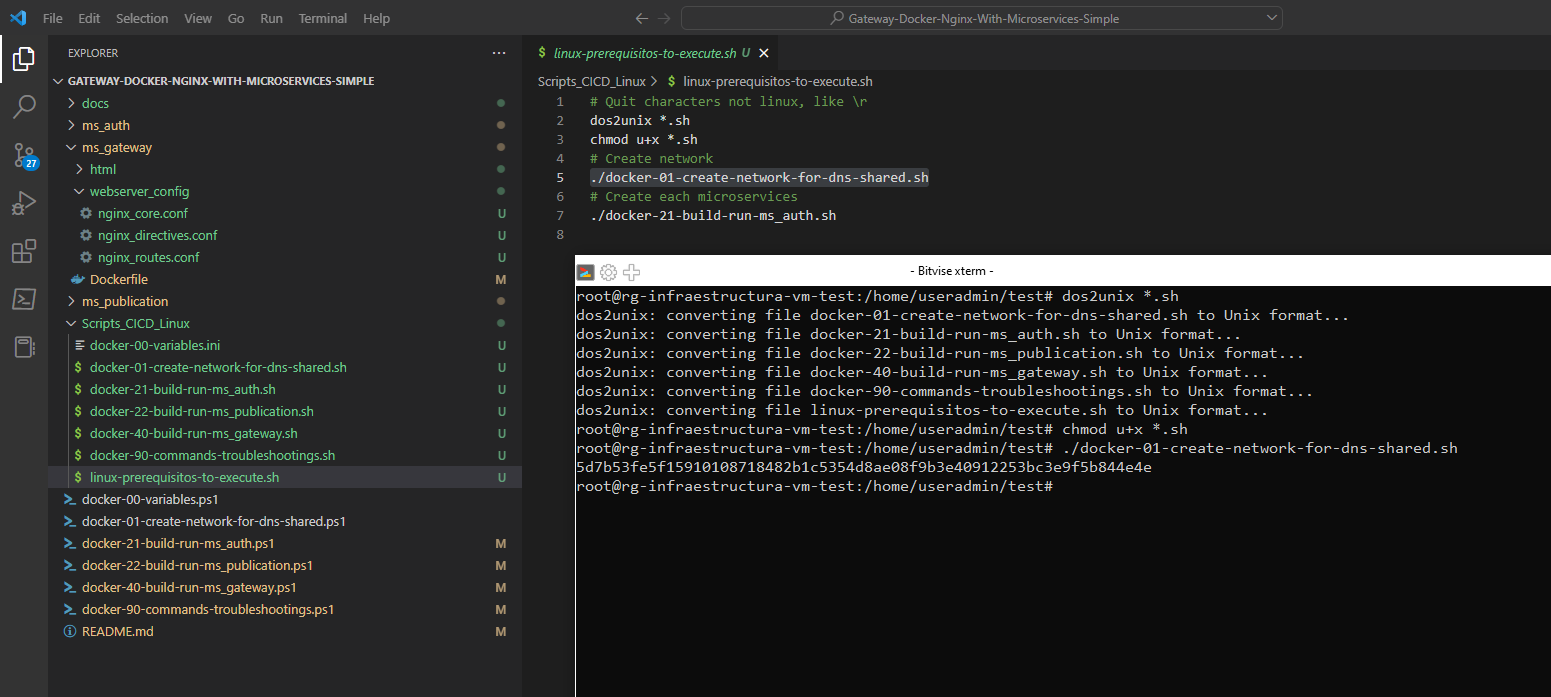 File Edit Selection View Go Run Terminal Help
Gateway-Docker-Nginx-With-Microservices-Simple
EXPLORER
GATEWAY-DOCKER-NGINX-WITH-MICROSERVICES-SIMPLE
docs
ms_auth
ms_gateway
html
webserver_config
nginx_core.conf U
nginx_directives.conf U
nginx_routes.conf U
Dockerfile M
ms_publication
Scripts_CICD_Linux
docker-00-variables.ini U
$ docker-01-create-network-for-dns-shared.sh U
$ docker-21-build-run-ms_auth.sh U
$ docker-22-build-run-ms_publication.sh U
$ docker-40-build-run-ms_gateway.sh U
$ docker-90-commands-troubleshootings.sh U
$ linux-prerequisitos-to-execute.sh U
docker-00-variables.ps1
docker-01-create-network-for-dns-shared.ps1
docker-21-build-run-ms_auth.ps1 M
docker-22-build-run-ms_publication.ps1 M
docker-40-build-run-ms_gateway.ps1 M
docker-90-commands-troubleshootings.ps1 M
README.md M
27
$ linux-prerequisitos-to-execute.sh U
Scripts_CICD_Linux > $ linux-prerequisitos-to-execute.sh
1 # Quit characters not linux, like \r
2 dos2unix *.sh
3 chmod u+x *.sh
4 # Create network
5 ./docker-01-create-network-for-dns-shared.sh
6 # Create each microservices
7 ./docker-21-build-run-ms_auth.sh
8
- Bitvise xterm -
root@rg-infraestructura-vm-test:/home/useradmin/test# dos2unix *.sh
dos2unix: converting file docker-01-create-network-for-dns-shared.sh to Unix format...
dos2unix: converting file docker-21-build-run-ms_auth.sh to Unix format...
dos2unix: converting file docker-22-build-run-ms_publication.sh to Unix format...
dos2unix: converting file docker-40-build-run-ms_gateway.sh to Unix format...
dos2unix: converting file docker-90-commands-troubleshootings.sh to Unix format...
dos2unix: converting file linux-prerequisitos-to-execute.sh to Unix format...
root@rg-infraestructura-vm-test:/home/useradmin/test# chmod u+x *.sh
root@rg-infraestructura-vm-test:/home/useradmin/test# ./docker-01-create-network-for-dns-shared.sh
5d7b53fe5f15910108718482b1c5354d8ae08f9b3e40912253bc3e9f5b844e4e
root@rg-infraestructura-vm-test:/home/useradmin/test#